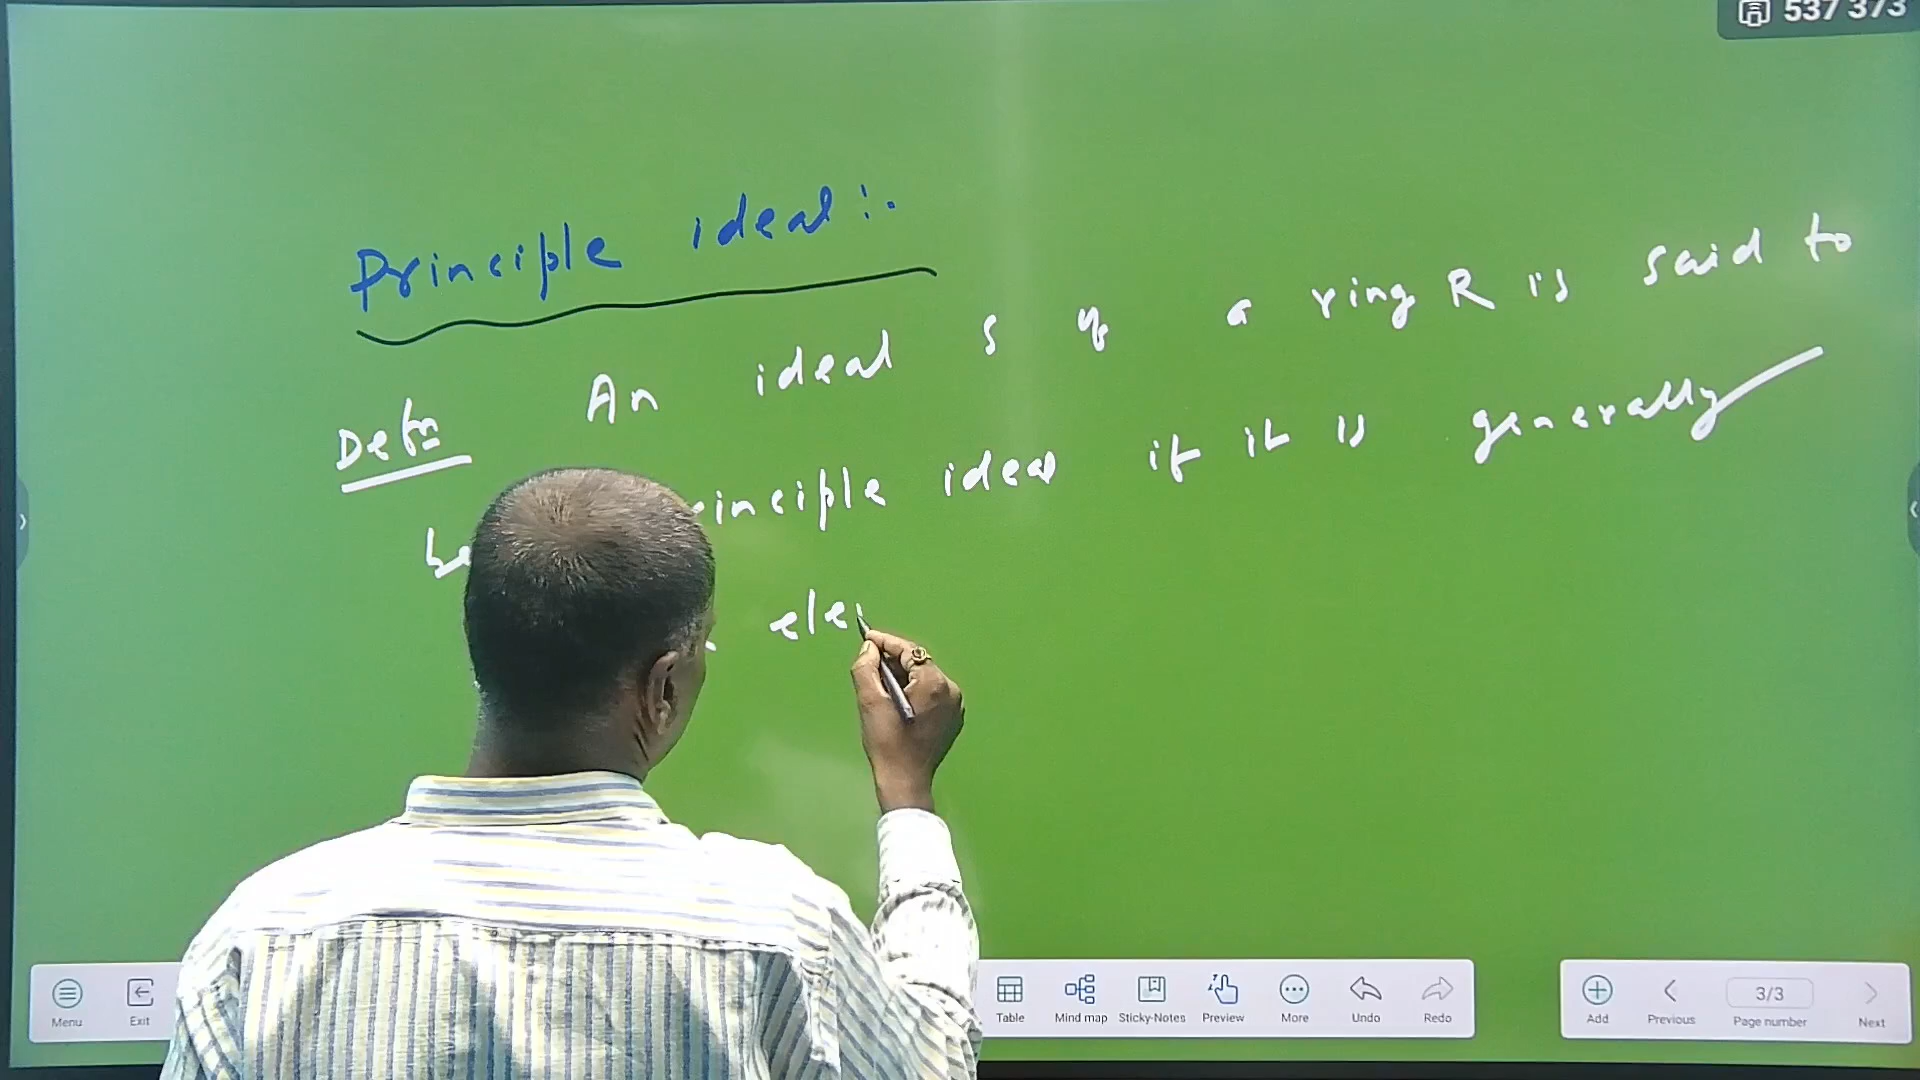 537 373
Principle ideal :.
Defn An ideal S of a ring R is said to
be principle ideal if it is generally
ele
Menu Exit Table Mind map Sticky-Notes Preview More Undo Redo Add Previous 3/3 Page number Next